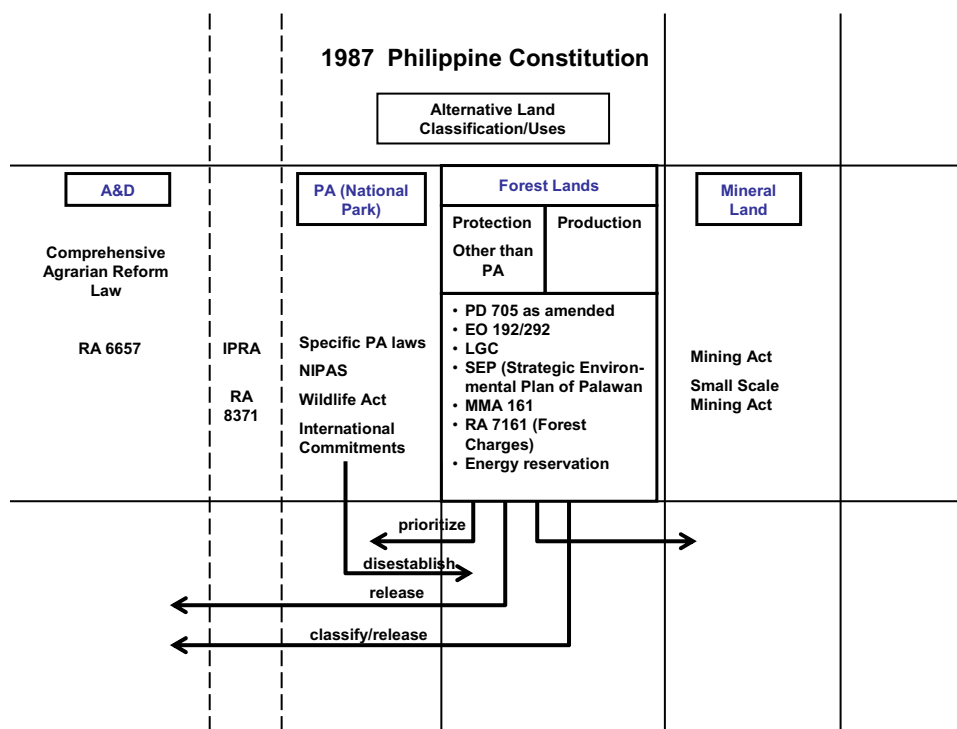 1987 Philippine Constitution
Alternative Land
Classification/Uses
A&D
Comprehensive
Agrarian Reform
Law
RA 6657
IPRA
RA
8371
PA (National
Park)
Specific PA laws
NIPAS
Wildlife Act
International
Commitments
Forest Lands
Protection
Other than
PA
Production
• PD 705 as amended
• EO 192/292
• LGC
• SEP (Strategic Environ-
mental Plan of Palawan
• MMA 161
• RA 7161 (Forest
Charges)
• Energy reservation
Mineral
Land
Mining Act
Small Scale
Mining Act
prioritize
disestablish
release
classify/release